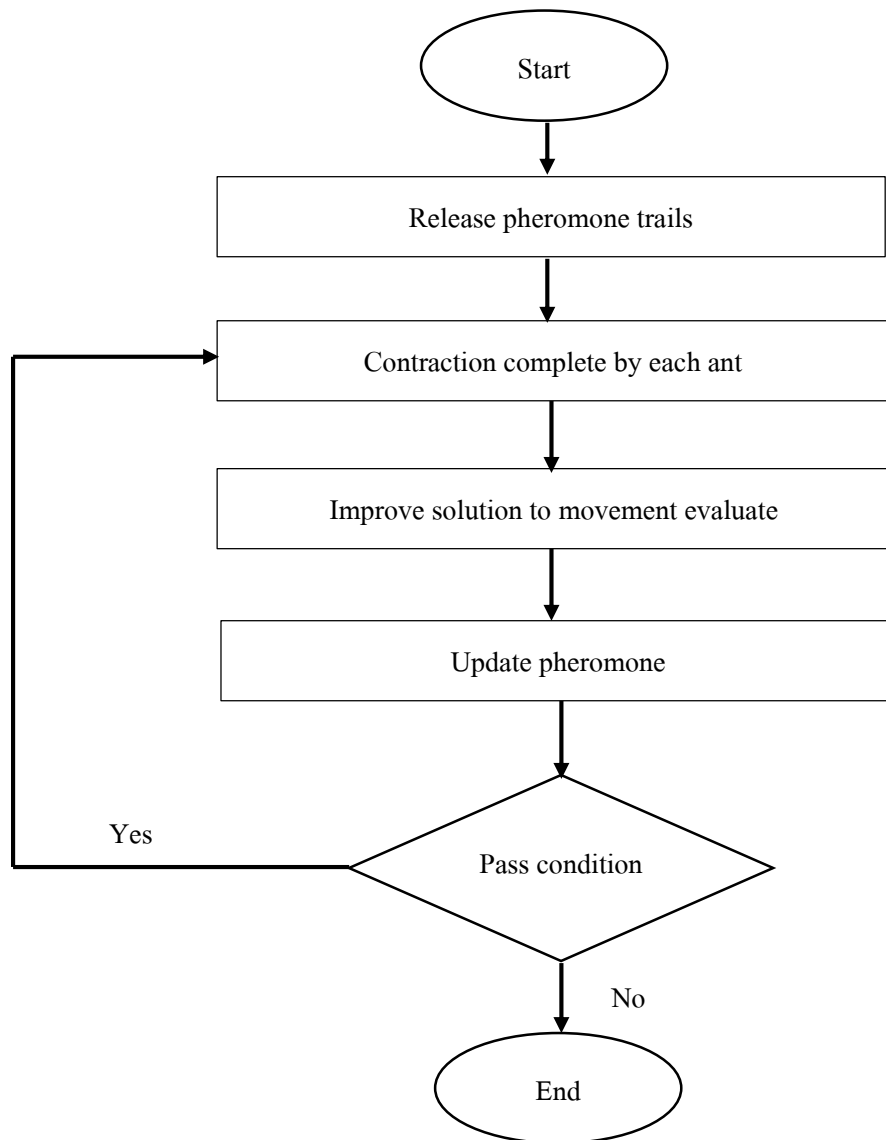 Start
Release pheromone trails
Contraction complete by each ant
Improve solution to movement evaluate
Update pheromone
Yes
Pass condition
No
End